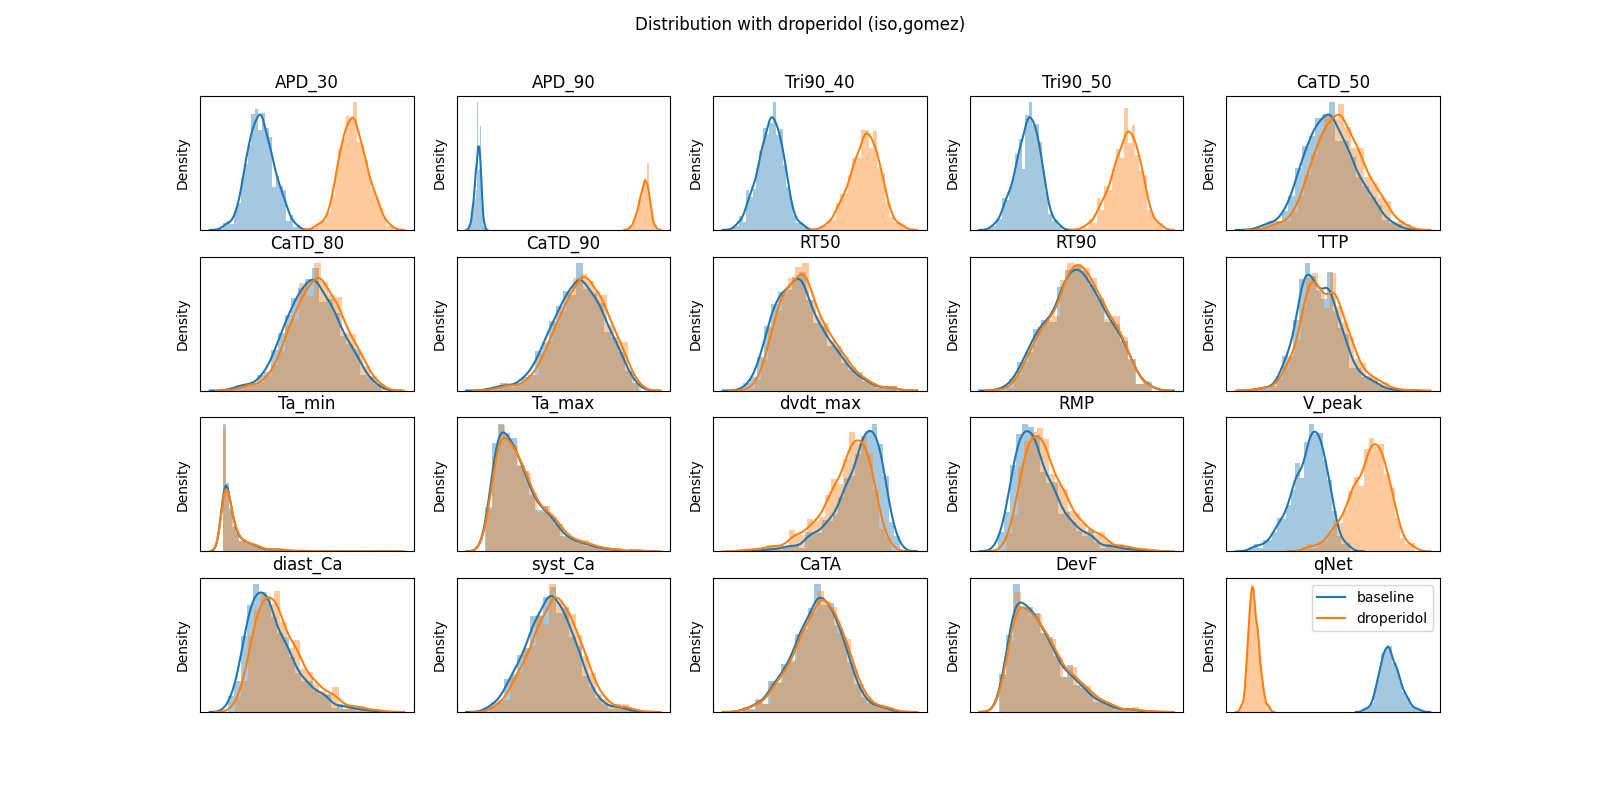 Distribution with droperidol (iso,gomez)
APD_30
APD_90
Tri90_40
Tri90_50
CaTD_50
Density
Density
Density
Density
Density
CaTD_80
CaTD_90
RT50
RT90
TTP
Density
Density
Density
Density
Density
Ta_min
Ta_max
dvdt_max
RMP
V_peak
Density
Density
Density
Density
Density
diast_Ca
syst_Ca
CaTA
DevF
qNet
Density
Density
Density
Density
Density
baseline
droperidol